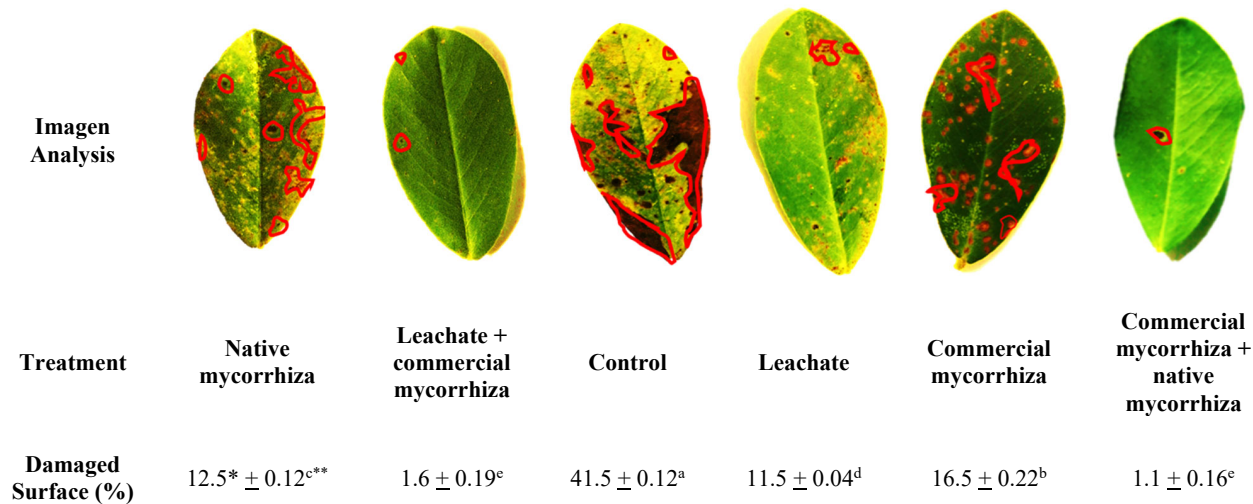 Imagen
Analysis
Treatment
Native
mycorrhiza
Leachate +
commercial
mycorrhiza
Control
Leachate
Commercial
mycorrhiza
Commercial
mycorrhiza +
native
mycorrhiza
Damaged
Surface (%)
12.5* ± 0.12c**
1.6 ± 0.19e
41.5 ± 0.12a
11.5 ± 0.04d
16.5 ± 0.22b
1.1 ± 0.16e